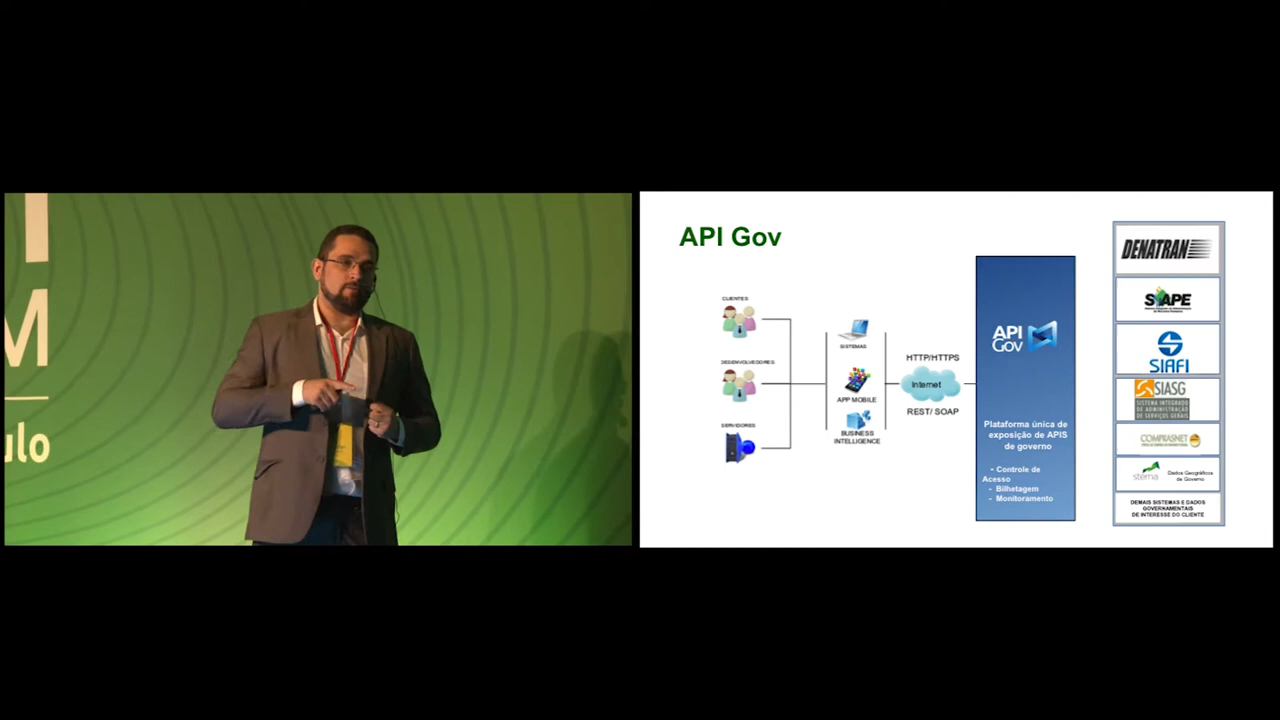 I
M
ulo
API Gov
CLIENTES
DESENVOLVEDORES
SERVIDORES
SISTEMAS
APP MOBILE
BUSINESS
INTELLIGENCE
HTTP/HTTPS
Internet
REST/ SOAP
API
Gov
Plataforma única de
exposição de APIS
de governo
- Controle de
Acesso
- Bilhetagem
- Monitoramento
DENATRAN
SIAPE
SIAFI
SIASG
SISTEMA INTEGRADO
DE ADMINISTRAÇÃO
DE SERVIÇOS GERAIS
COMPRASNET
Dados Geográficos
de Governo
DEMAIS SISTEMAS E DADOS
GOVERNAMENTAIS
DE INTERESSE DO CLIENTE